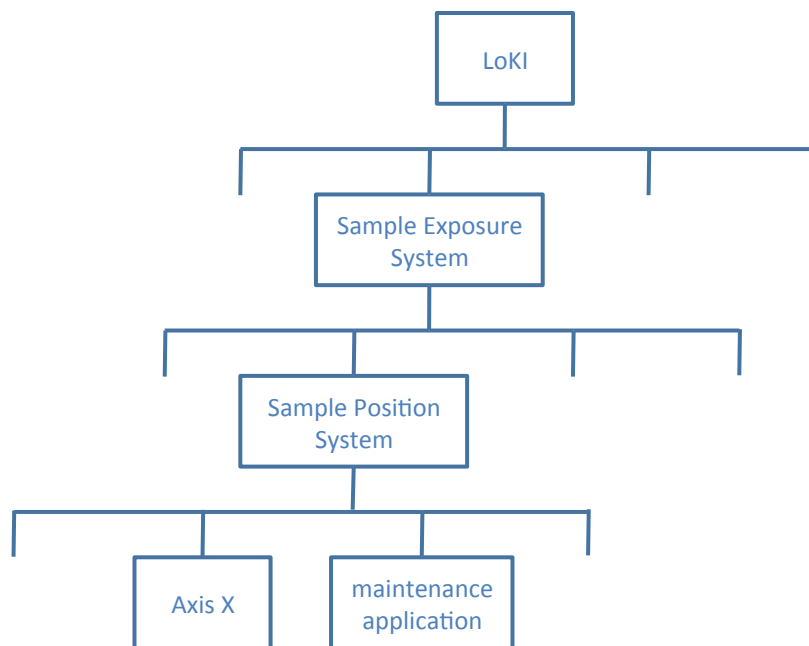 LoKI
Sample Exposure
System
Sample Position
System
Axis X
maintenance
application